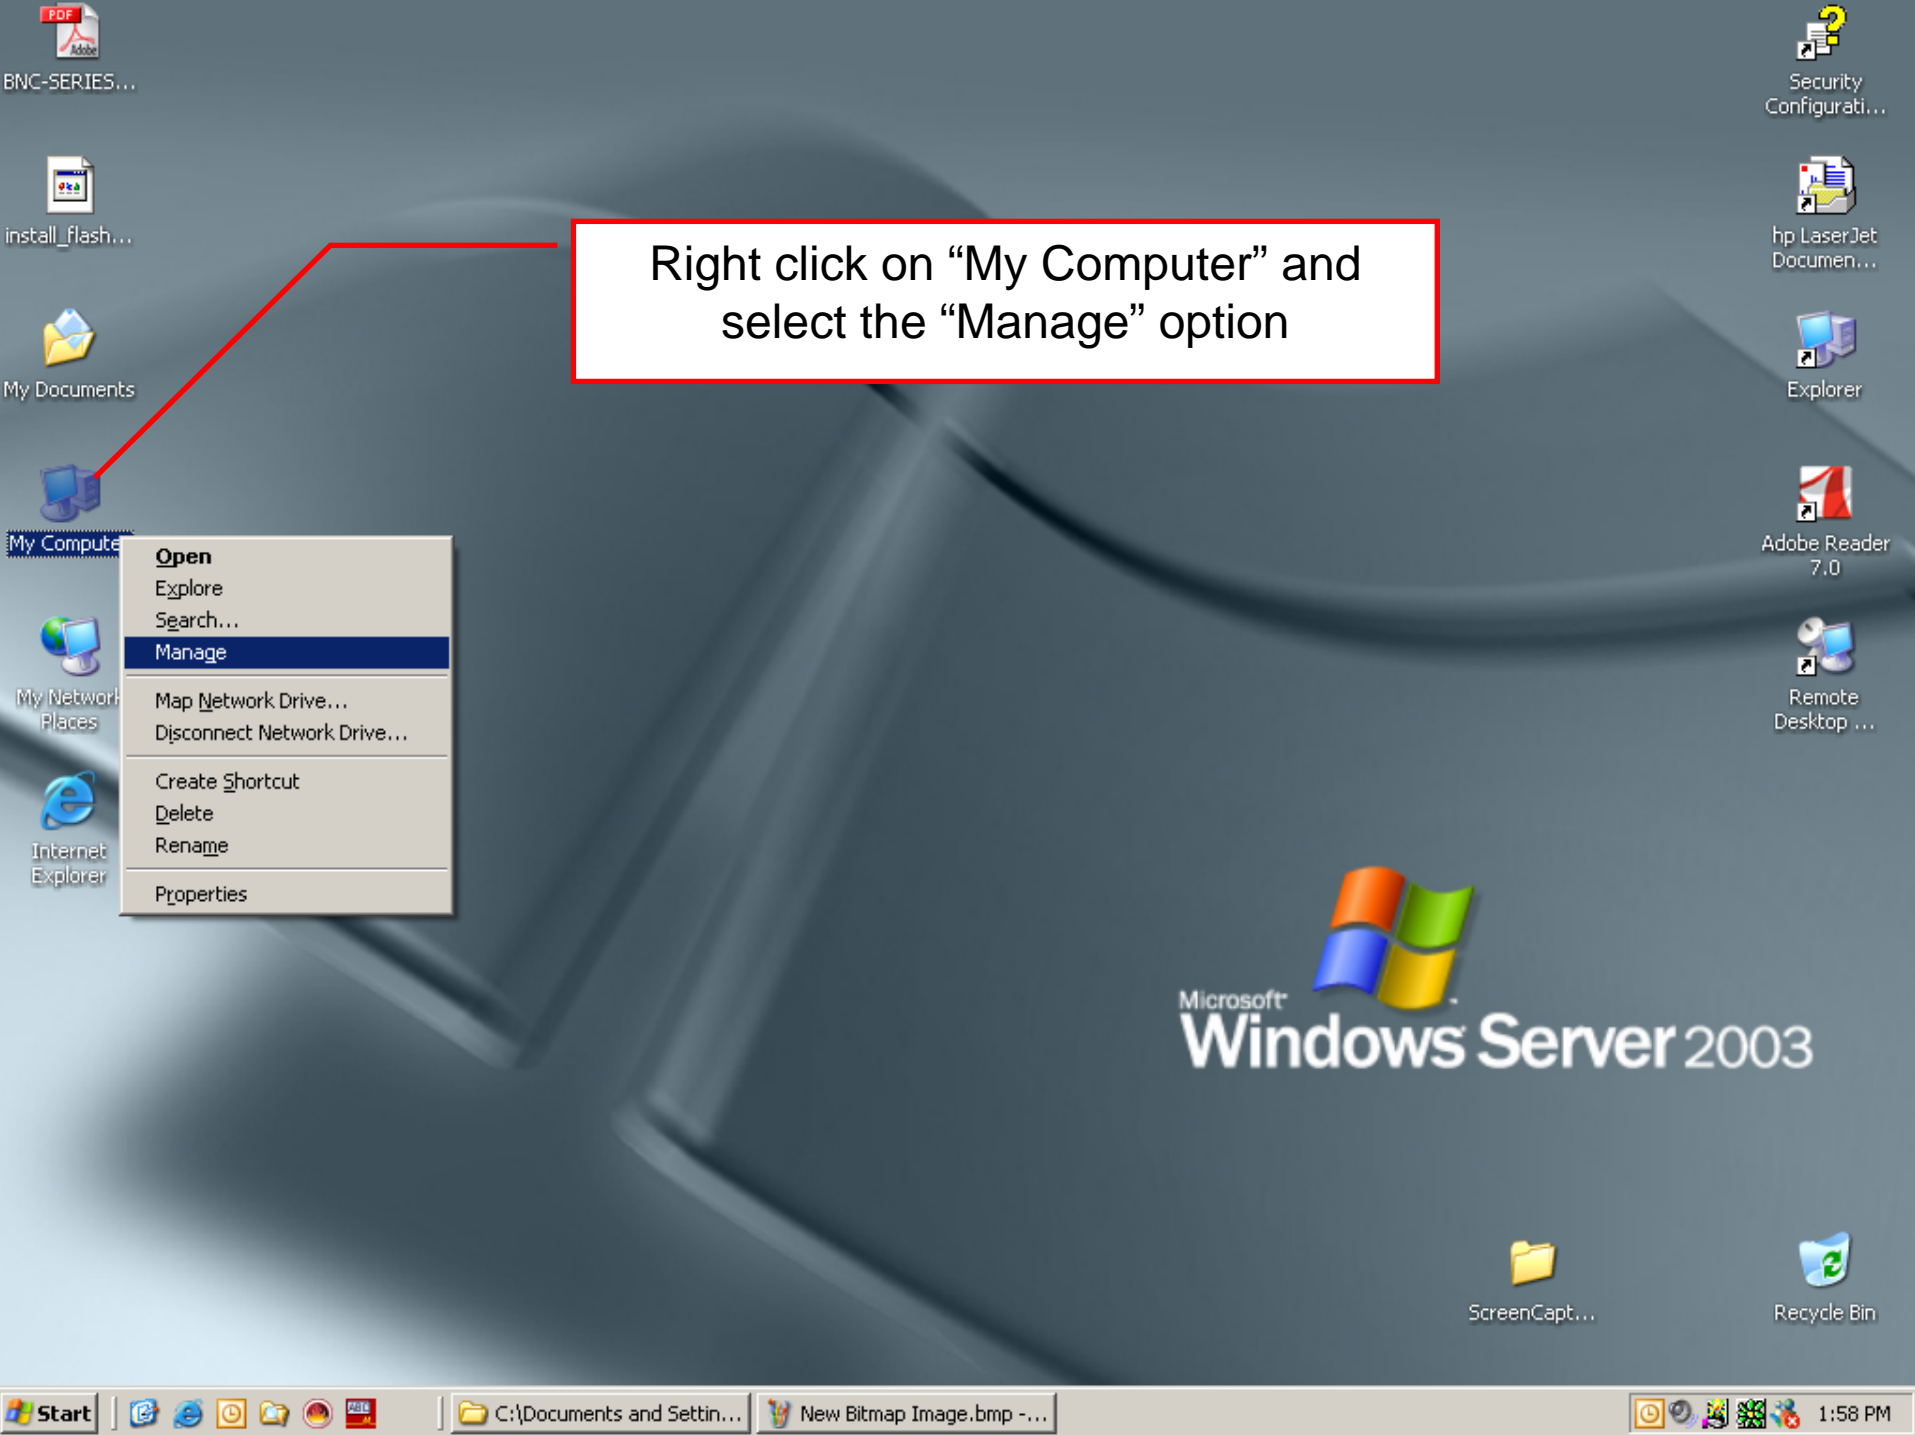 PDF
Adobe
BNC-SERIES...
install_flash...
My Documents
My Compute
My Network
Places
Internet
Explorer
Right click on “My Computer” and
select the “Manage” option
Open
Explore
Search...
Manage
Map Network Drive...
Disconnect Network Drive...
Create Shortcut
Delete
Rename
Properties
Security
Configurati...
hp LaserJet
Documen...
Explorer
Adobe Reader
7.0
Remote
Desktop ...
Microsoft
Windows Server 2003
ScreenCapt...
Recycle Bin
Start
ABC
C:\Documents and Settin...
New Bitmap Image.bmp -...
1:58 PM